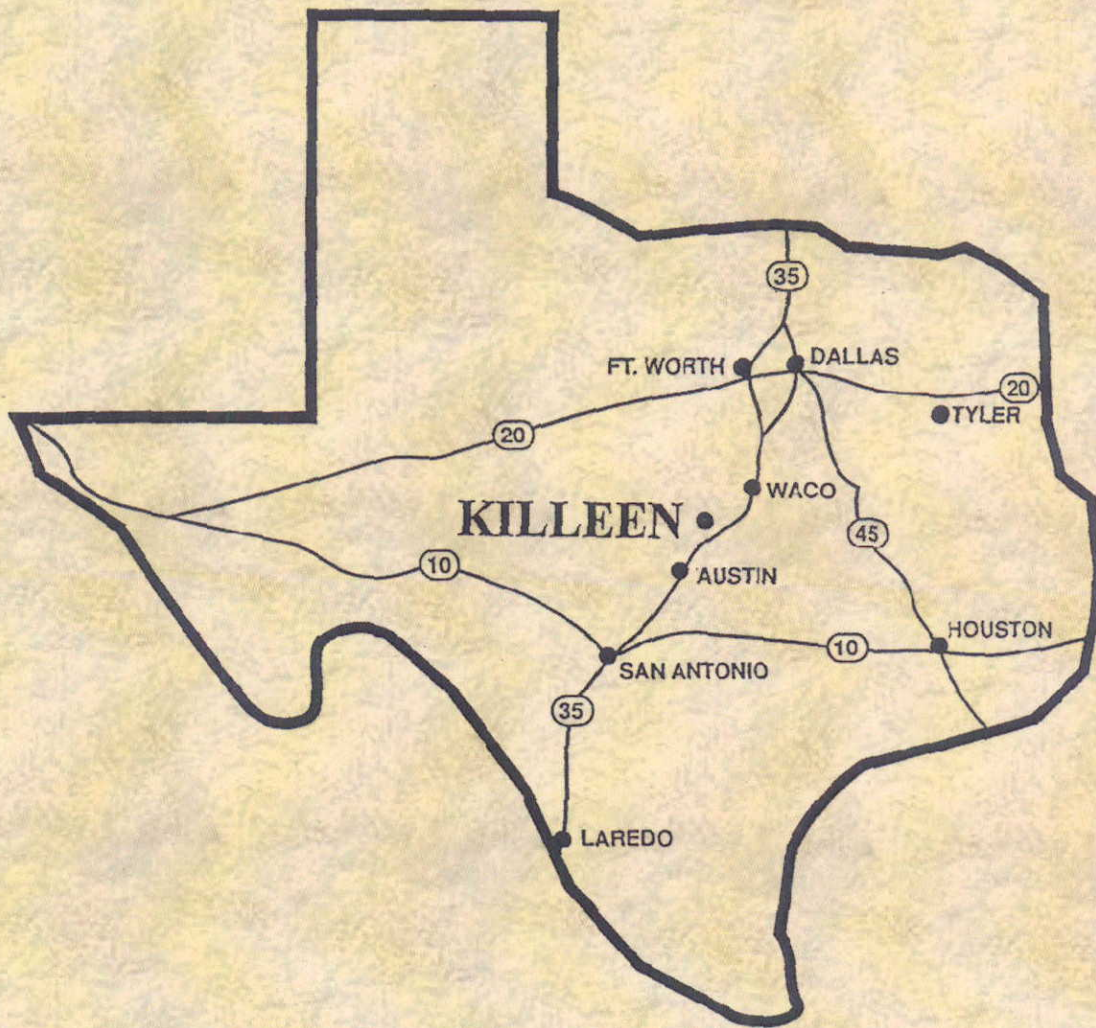 35
FT. WORTH
DALLAS
20
TYLER
20
WACO
KILLEEN
45
10
AUSTIN
HOUSTON
10
SAN ANTONIO
35
LAREDO